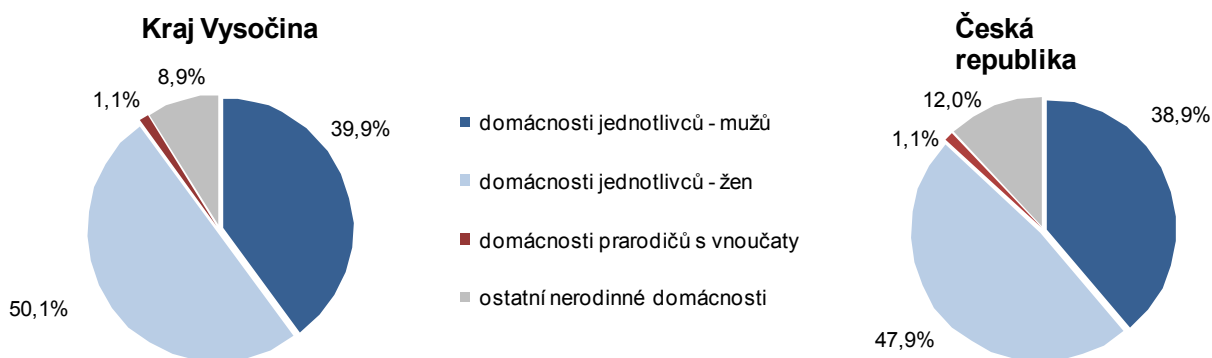 Kraj Vysočina
8,9%
1,1%
39,9%
50,1%
domácnosti jednotlivců - mužů
domácnosti jednotlivců - žen
domácnosti prarodičů s vnoučaty
ostatní nerodinné domácnosti
Česká
republika
12,0%
1,1%
38,9%
47,9%